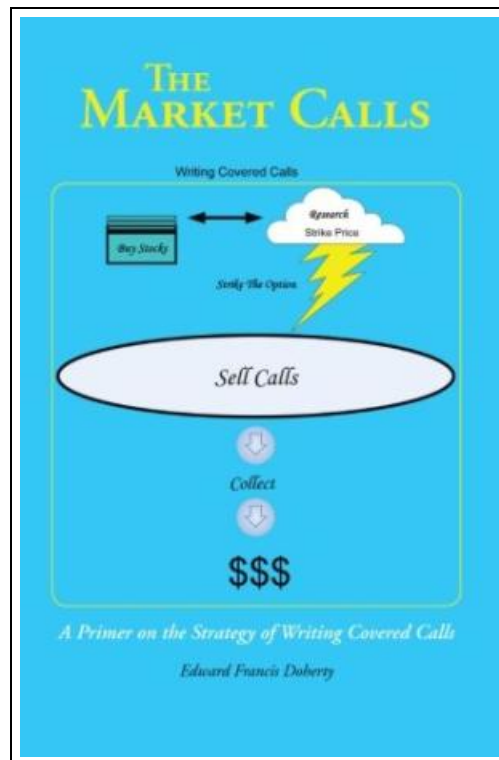 THE
MARKET CALLS
Writing Covered Calls
Research
Buy Stocks
Strike Price
Strike The Option
Sell Calls
Collect
$$$
A Primer on the Strategy of Writing Covered Calls
Edward Francis Doherty